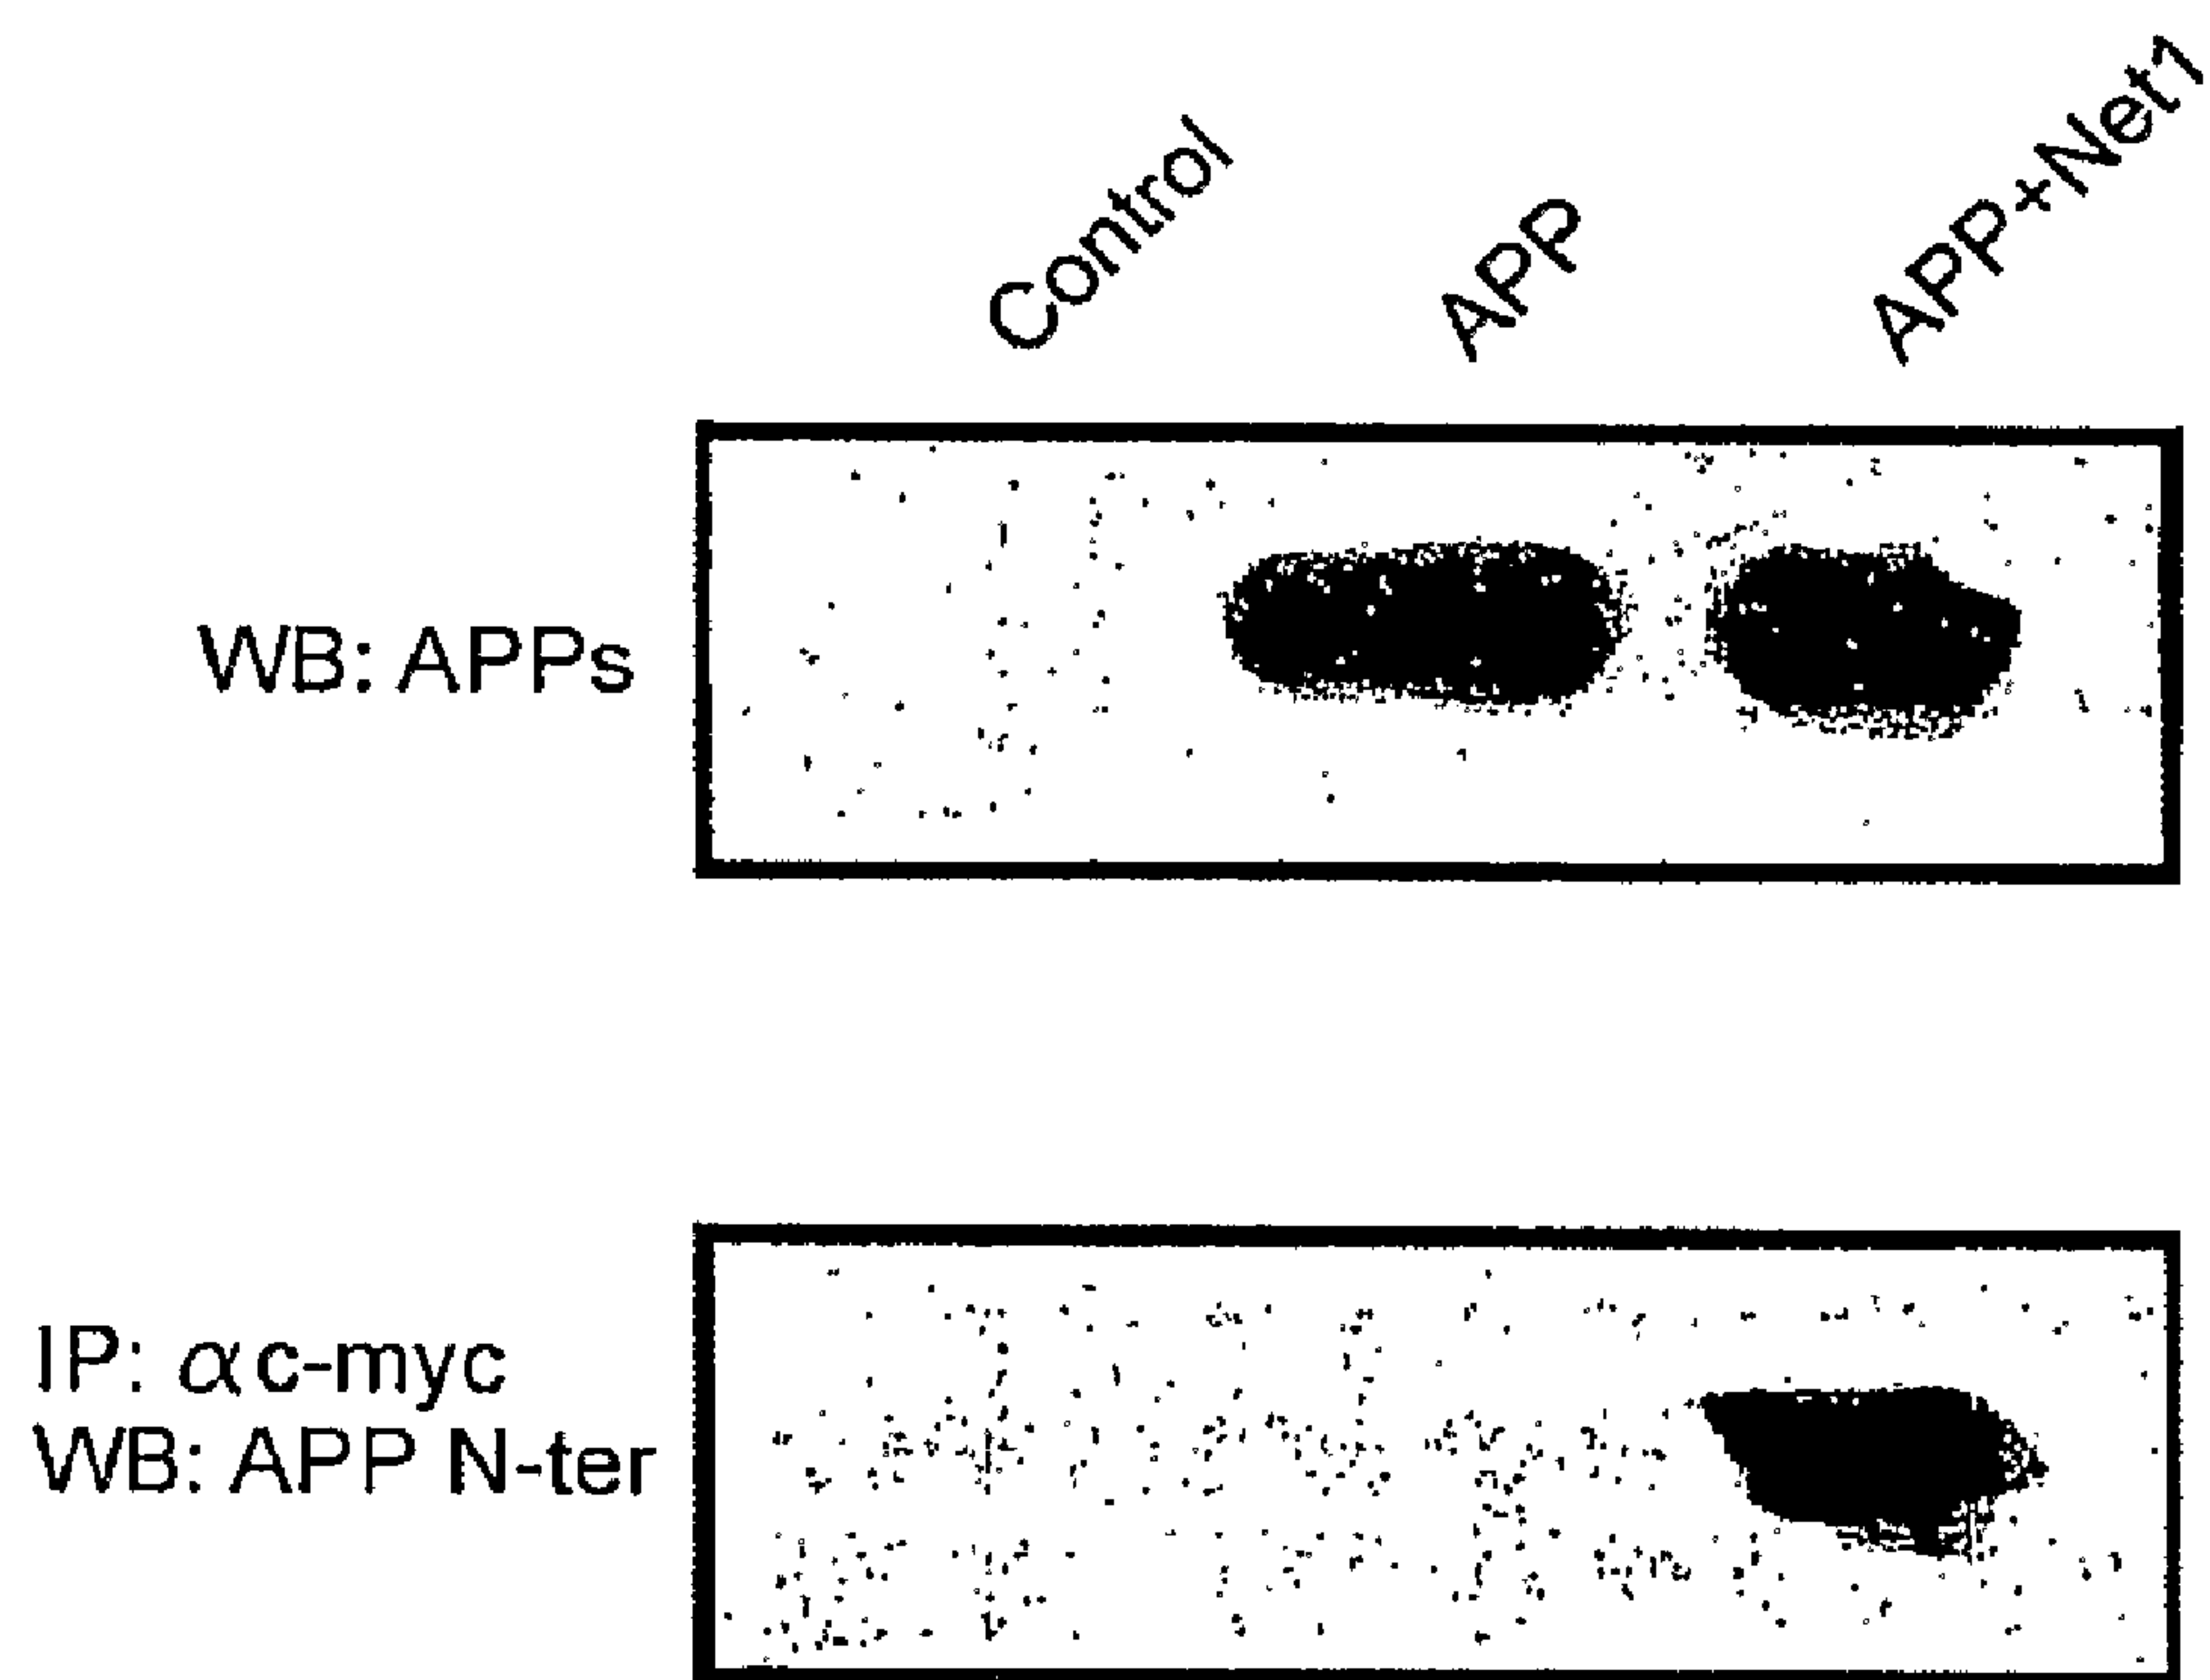 Control
APP
APP+Net1
WB: APPs
IP: αc-myc
WB: APP N-ter